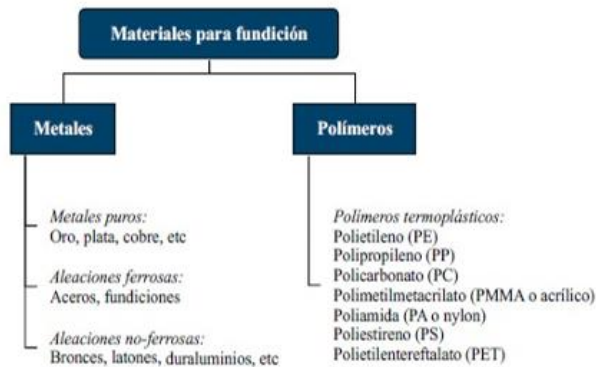 Materiales para fundición
Metales
Polímeros
Metales puros:
Oro, plata, cobre, etc
Aleaciones ferrosas:
Aceros, fundiciones
Aleaciones no-ferrosas:
Bronces, latones, duraluminios, etc
Polímeros termoplásticos:
Polietileno (PE)
Polipropileno (PP)
Policarbonato (PC)
Polimetilmetacrilato (PMMA o acrílico)
Poliamida (PA o nylon)
Poliestireno (PS)
Polietilentereftalato (PET)